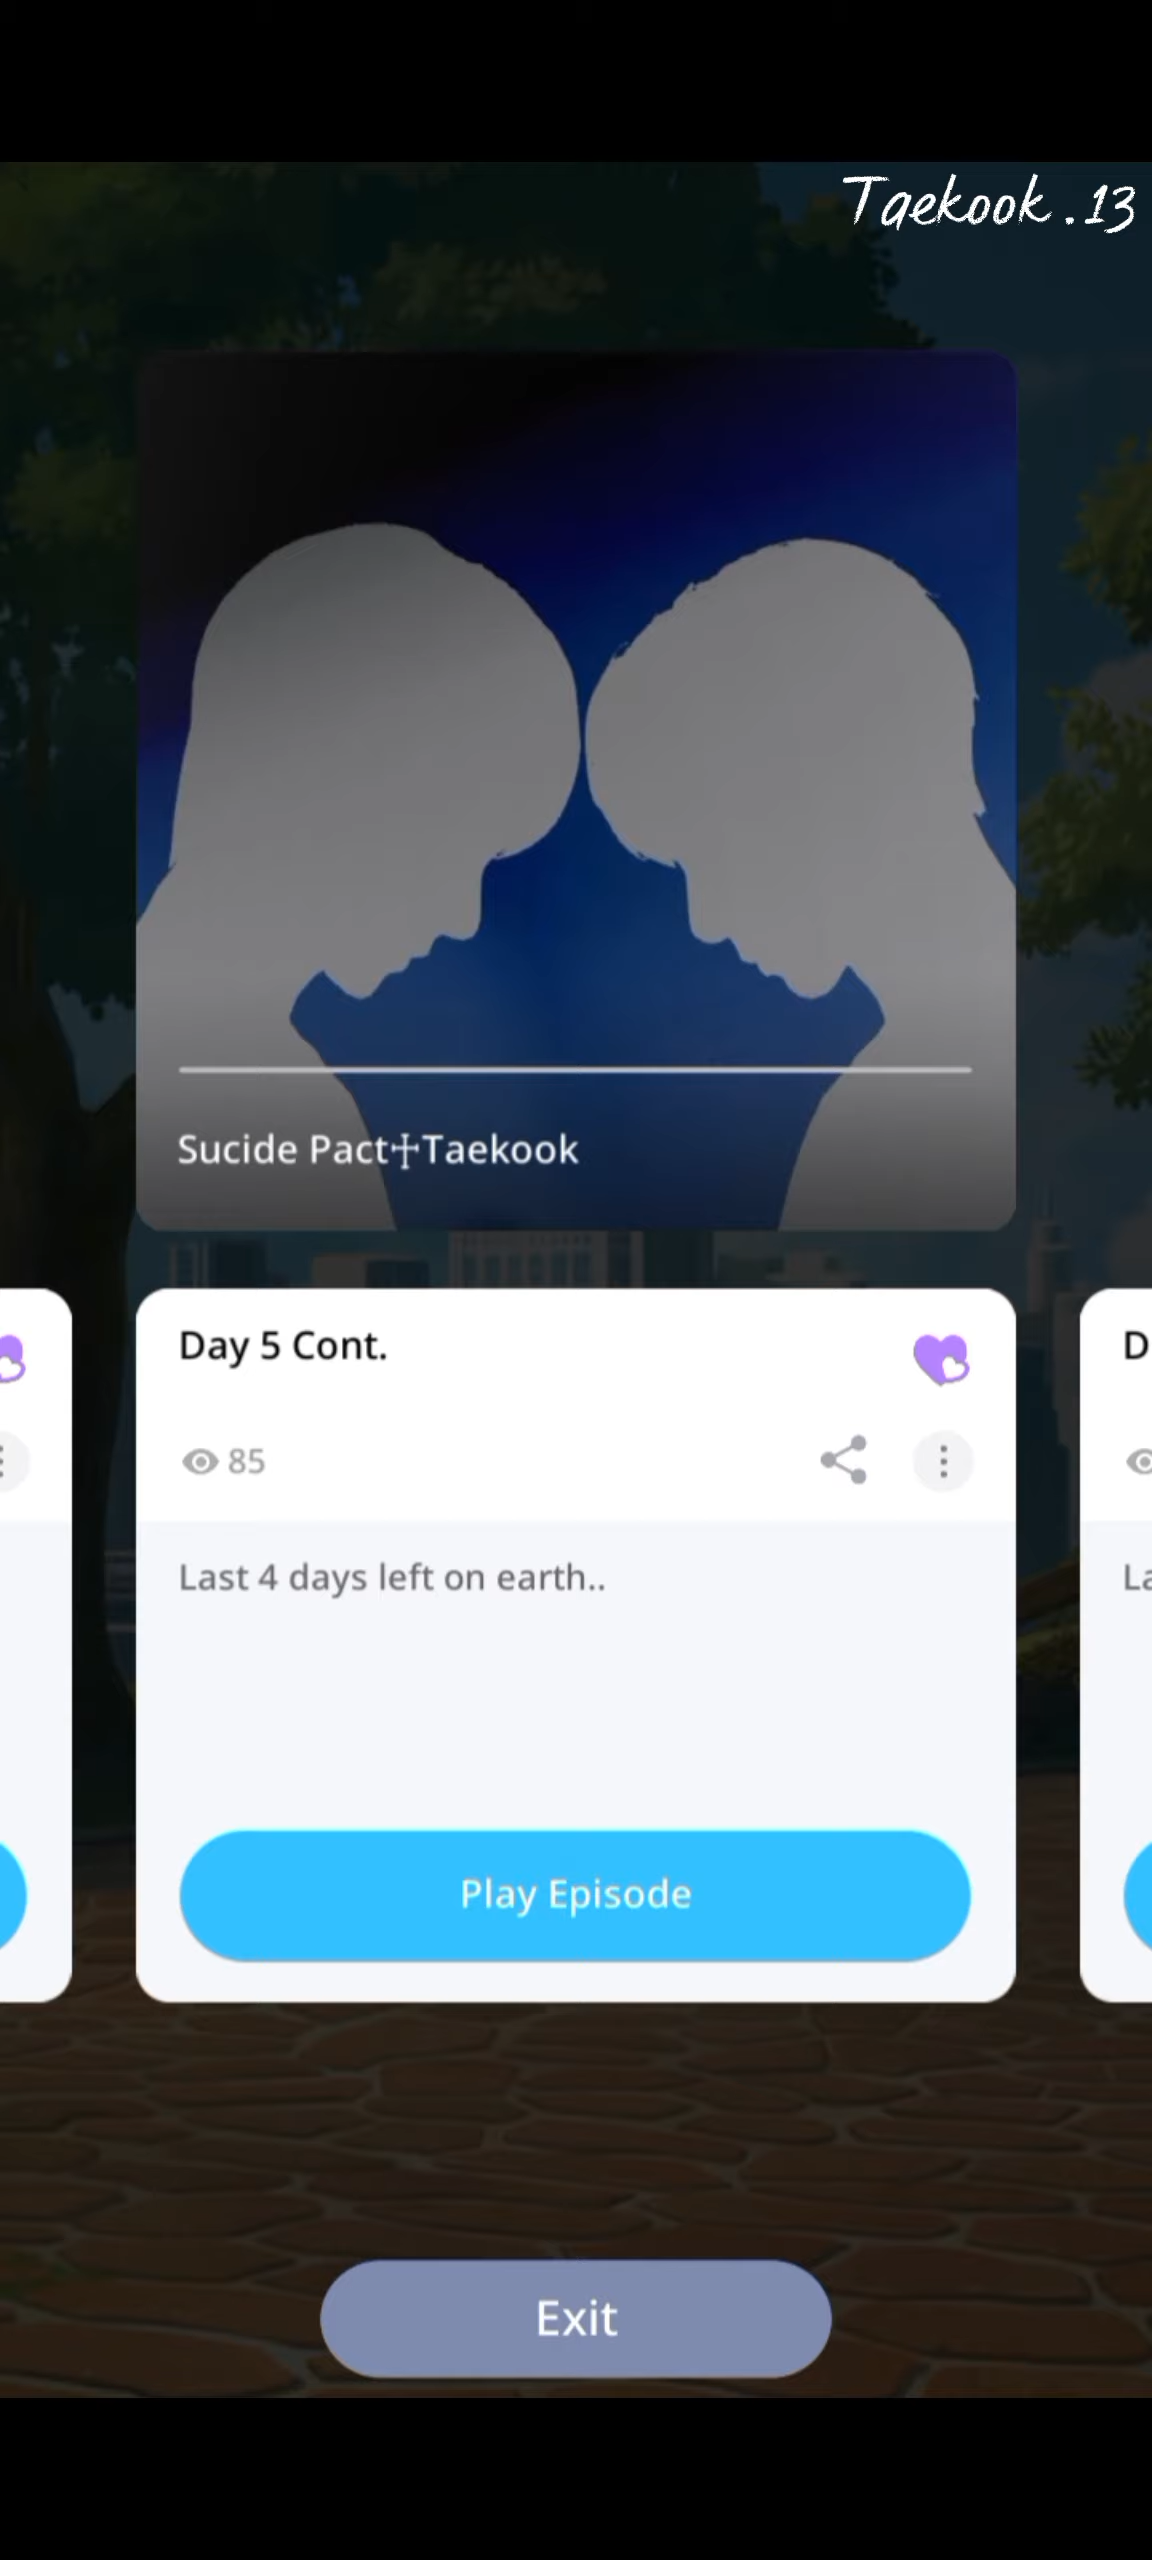 Taekook.13
Sucide Pact☩Taekook
Day 5 Cont.
85
Last 4 days left on earth..
Play Episode
Exit